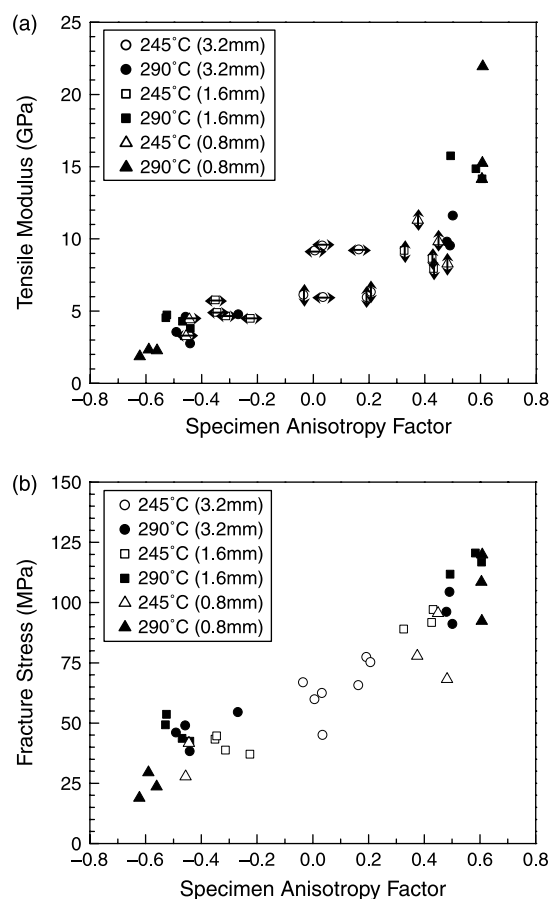 (a)
25
20
15
10
5
0
Tensile Modulus (GPa)
245°C (3.2mm)
290°C (3.2mm)
245°C (1.6mm)
290°C (1.6mm)
245°C (0.8mm)
290°C (0.8mm)
−0.8 −0.6 −0.4 −0.2 0.0 0.2 0.4 0.6 0.8
Specimen Anisotropy Factor
(b)
150
125
100
75
50
25
0
Fracture Stress (MPa)
245°C (3.2mm)
290°C (3.2mm)
245°C (1.6mm)
290°C (1.6mm)
245°C (0.8mm)
290°C (0.8mm)
−0.8 −0.6 −0.4 −0.2 0.0 0.2 0.4 0.6 0.8
Specimen Anisotropy Factor